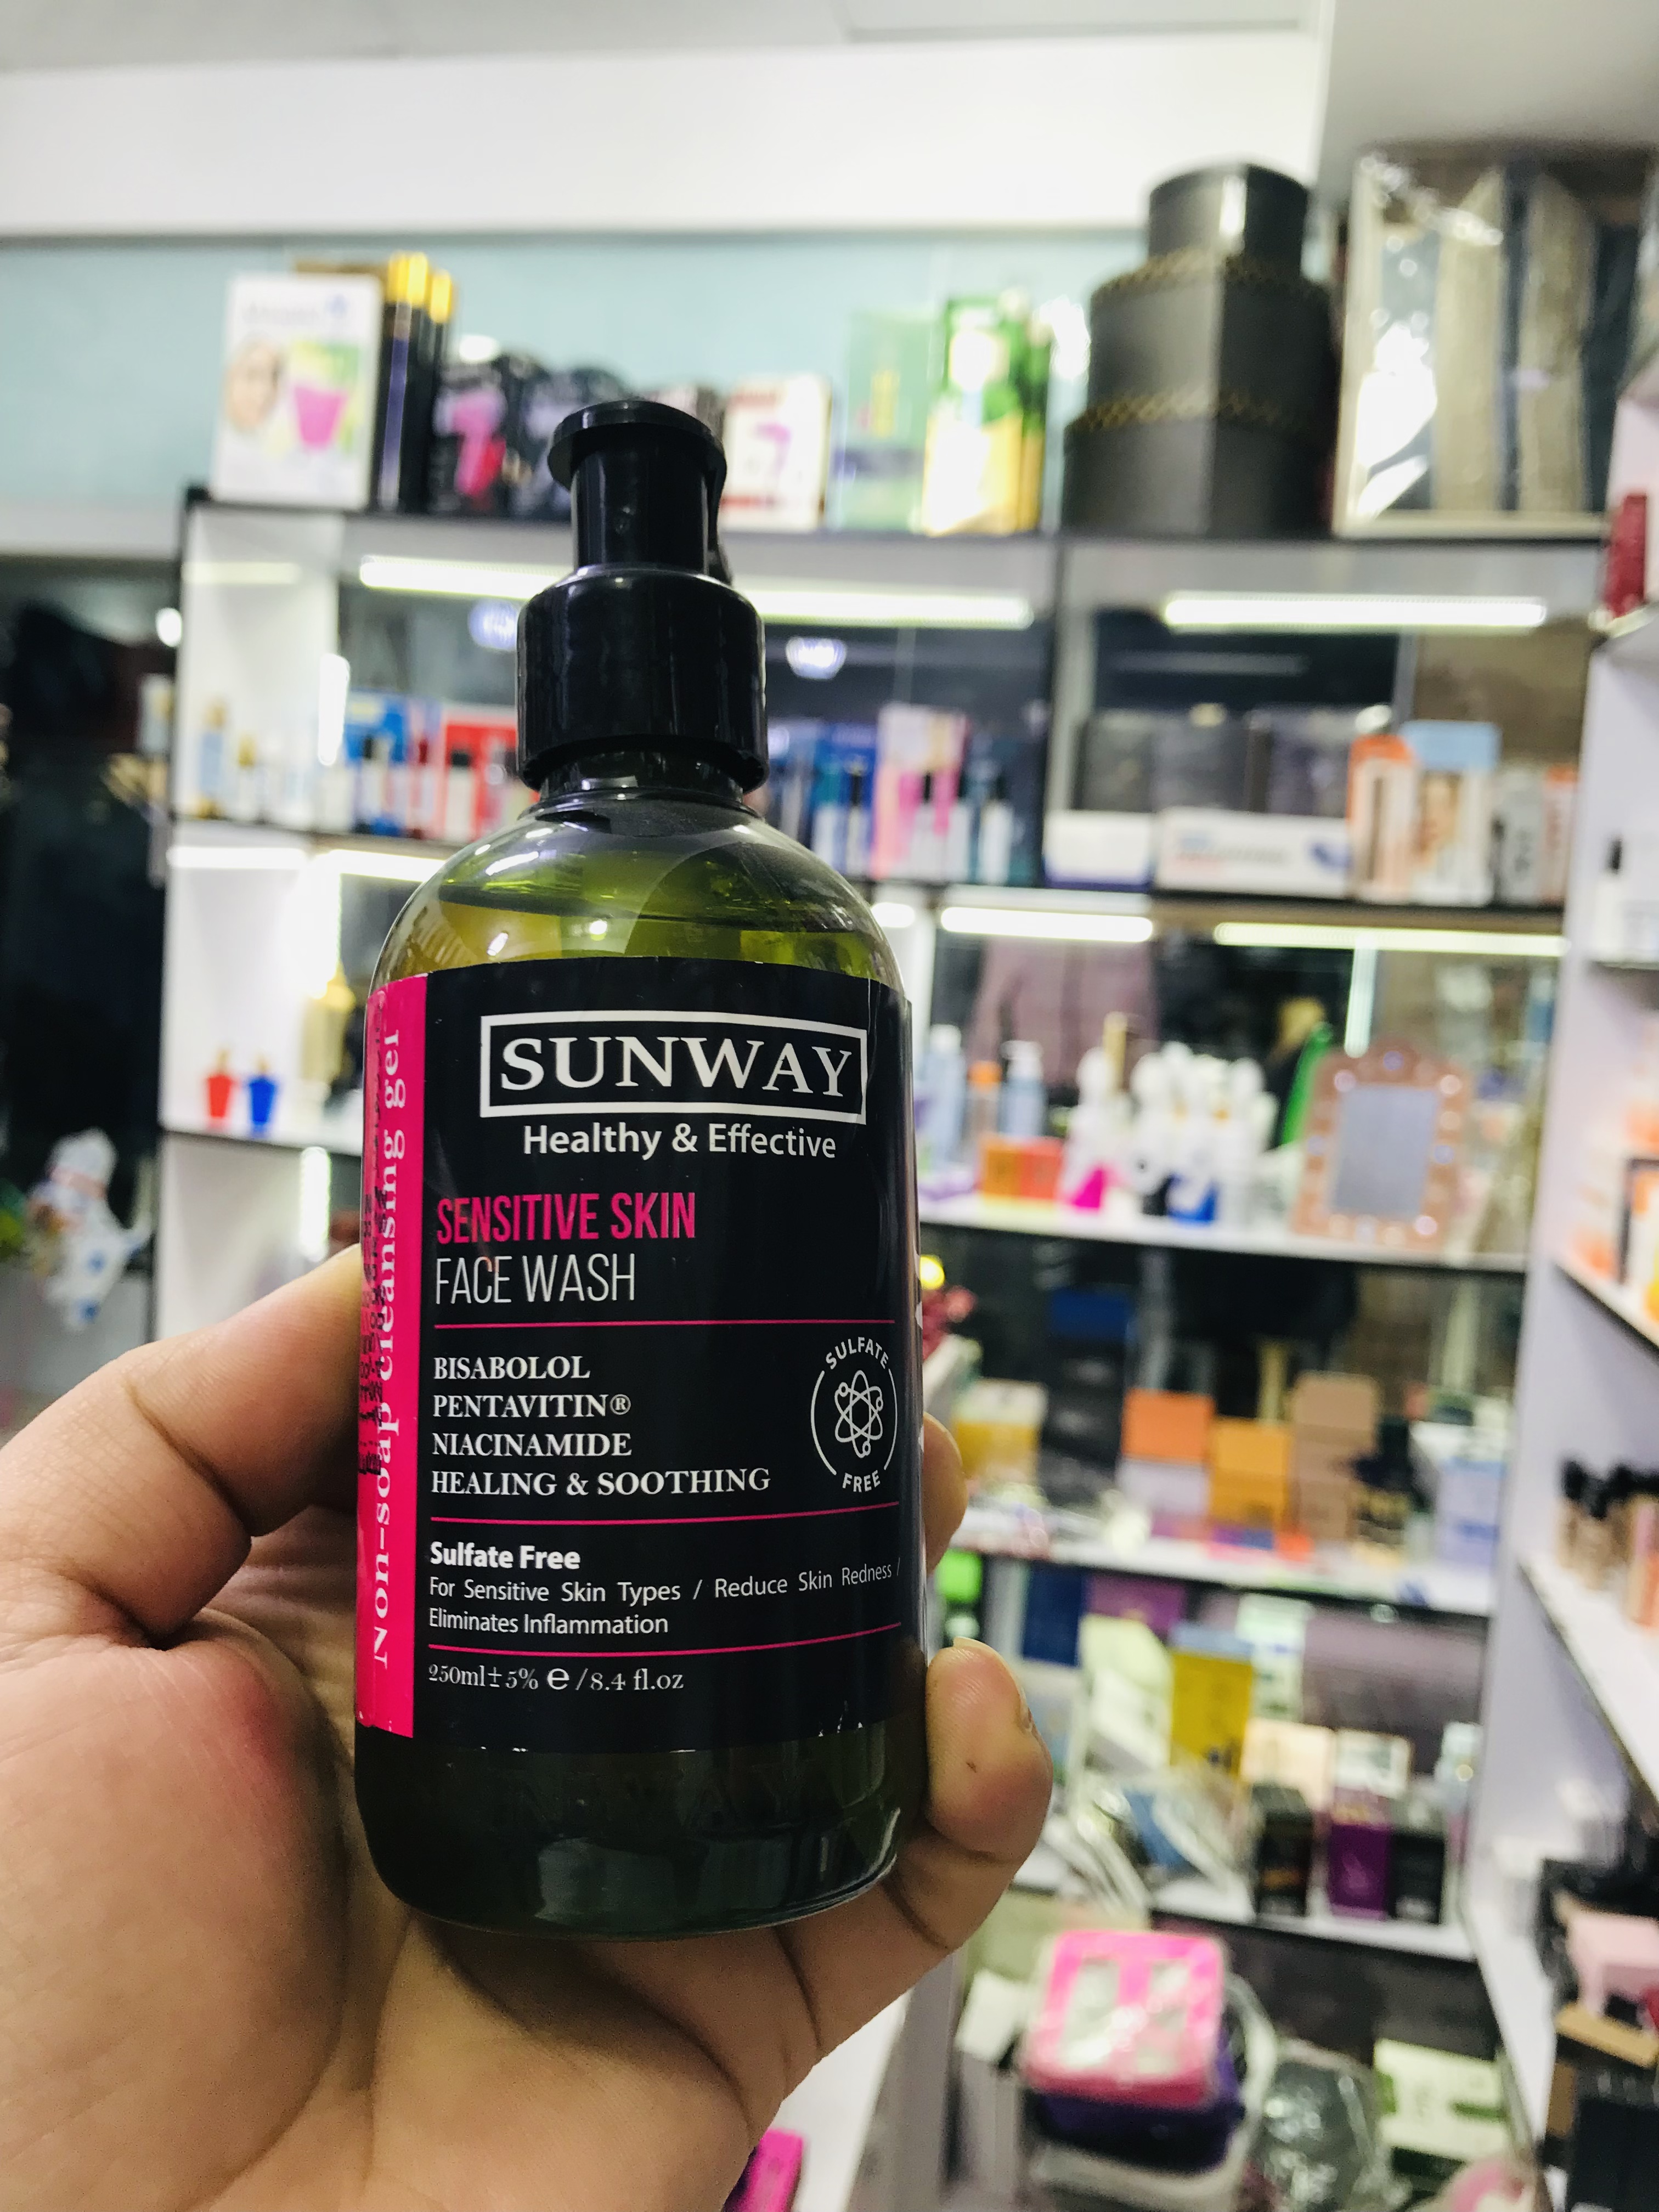 SUNWAY
Healthy & Effective
SENSITIVE SKIN
FACE WASH
BISABOLOL
PENTAVITIN®
NIACINAMIDE
HEALING & SOOTHING
SULFATE
FREE
Sulfate Free
For Sensitive Skin Types / Reduce Skin Redness /
Eliminates Inflammation
250ml±5% e /8.4 fl.oz
Non-soap cleansing gel